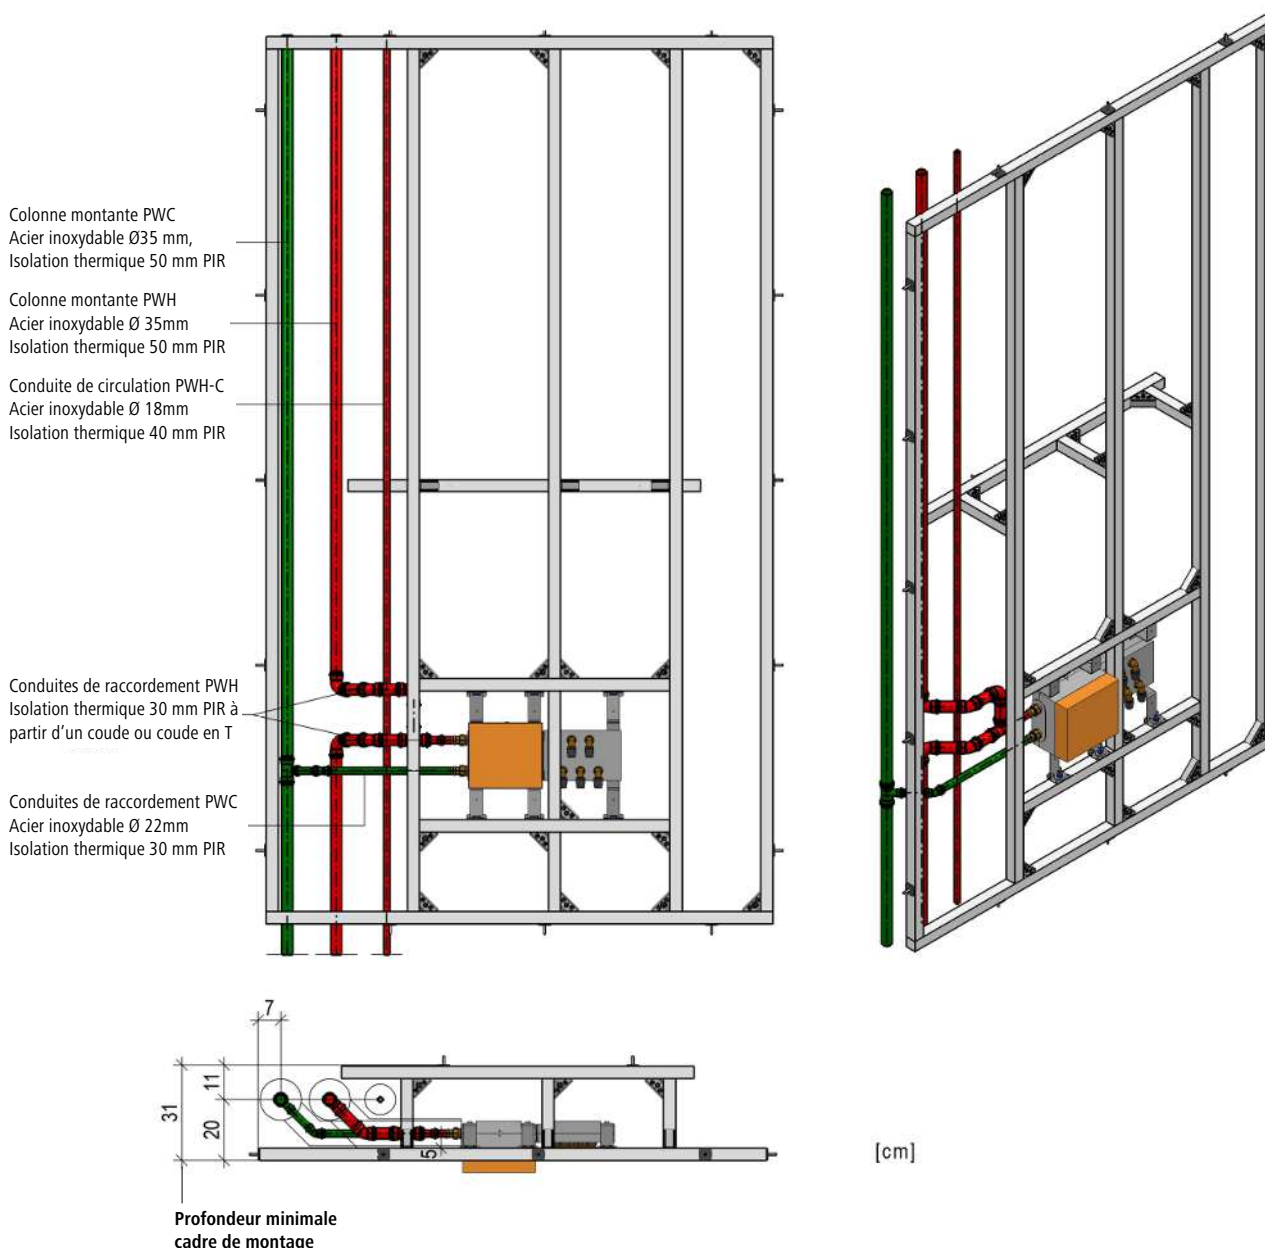 Colonne montante PWC
Acier inoxydable Ø35 mm,
Isolation thermique 50 mm PIR
Colonne montante PWH
Acier inoxydable Ø 35mm
Isolation thermique 50 mm PIR
Conduite de circulation PWH-C
Acier inoxydable Ø 18mm
Isolation thermique 40 mm PIR
Conduites de raccordement PWH
Isolation thermique 30 mm PIR à
partir d’un coude ou coude en T
Conduites de raccordement PWC
Acier inoxydable Ø 22mm
Isolation thermique 30 mm PIR
7
11
31
20
5
[cm]
Profondeur minimale
cadre de montage